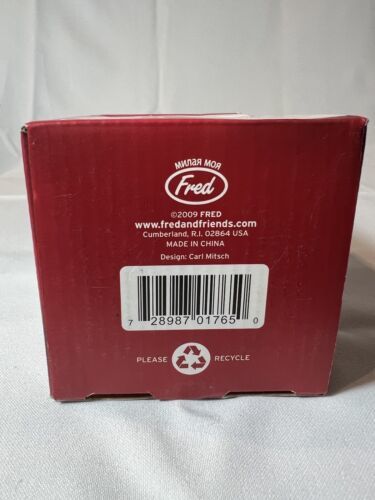 МИЛАЯ МОЯ
Fred
©2009 FRED
www.fredandfriends.com
Cumberland, R.I. 02864 USA
MADE IN CHINA
Design: Carl Mitsch
7 28987 01765 0
PLEASE RECYCLE